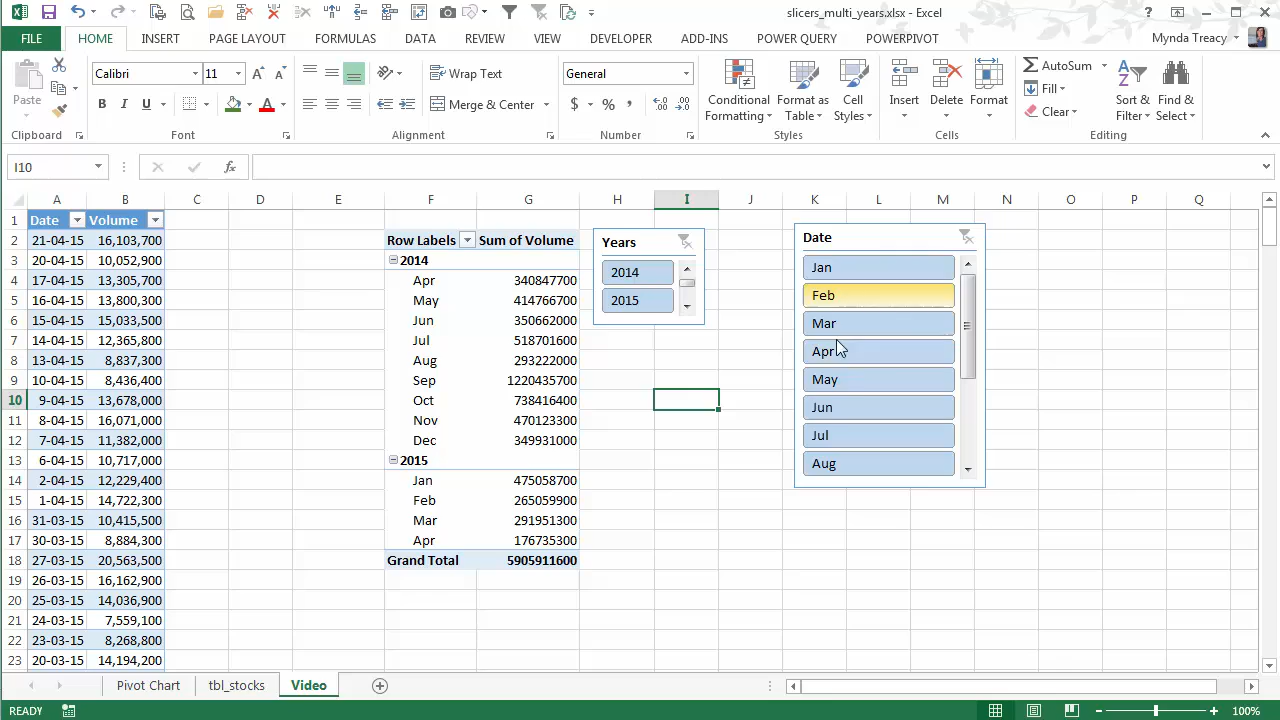 slicers_multi_years.xlsx - Excel
FILE HOME INSERT PAGE LAYOUT FORMULAS DATA REVIEW VIEW DEVELOPER ADD-INS POWER QUERY POWERPIVOT Mynda Treacy
Paste
Clipboard
Calibri 11
B I U A
Font
Wrap Text
Merge & Center
Alignment
General
$ % ,
Number
Conditional Formatting
Format as Table
Cell Styles
Styles
Insert
Delete
Format
Cells
AutoSum
Fill
Clear
Sort & Filter
Find & Select
Editing
I10 fx
A B C D E F G H I J K L M N O P Q
1 Date Volume
2 21-04-15 16,103,700
3 20-04-15 10,052,900
4 17-04-15 13,305,700
5 16-04-15 13,800,300
6 15-04-15 15,033,500
7 14-04-15 12,365,800
8 13-04-15 8,837,300
9 10-04-15 8,436,400
10 9-04-15 13,678,000
11 8-04-15 16,071,000
12 7-04-15 11,382,000
13 6-04-15 10,717,000
14 2-04-15 12,229,400
15 1-04-15 14,722,300
16 31-03-15 10,415,500
17 30-03-15 8,884,300
18 27-03-15 20,563,500
19 26-03-15 16,162,900
20 25-03-15 14,036,900
21 24-03-15 7,559,100
22 23-03-15 8,268,800
23 20-03-15 14,194,200
Row Labels Sum of Volume
2014
Apr 340847700
May 414766700
Jun 350662000
Jul 518701600
Aug 293222000
Sep 1220435700
Oct 738416400
Nov 470123300
Dec 349931000
2015
Jan 475058700
Feb 265059900
Mar 291951300
Apr 176735300
Grand Total 5905911600
Years
2014
2015
Date
Jan
Feb
Mar
Apr
May
Jun
Jul
Aug
Pivot Chart tbl_stocks Video
READY 100%